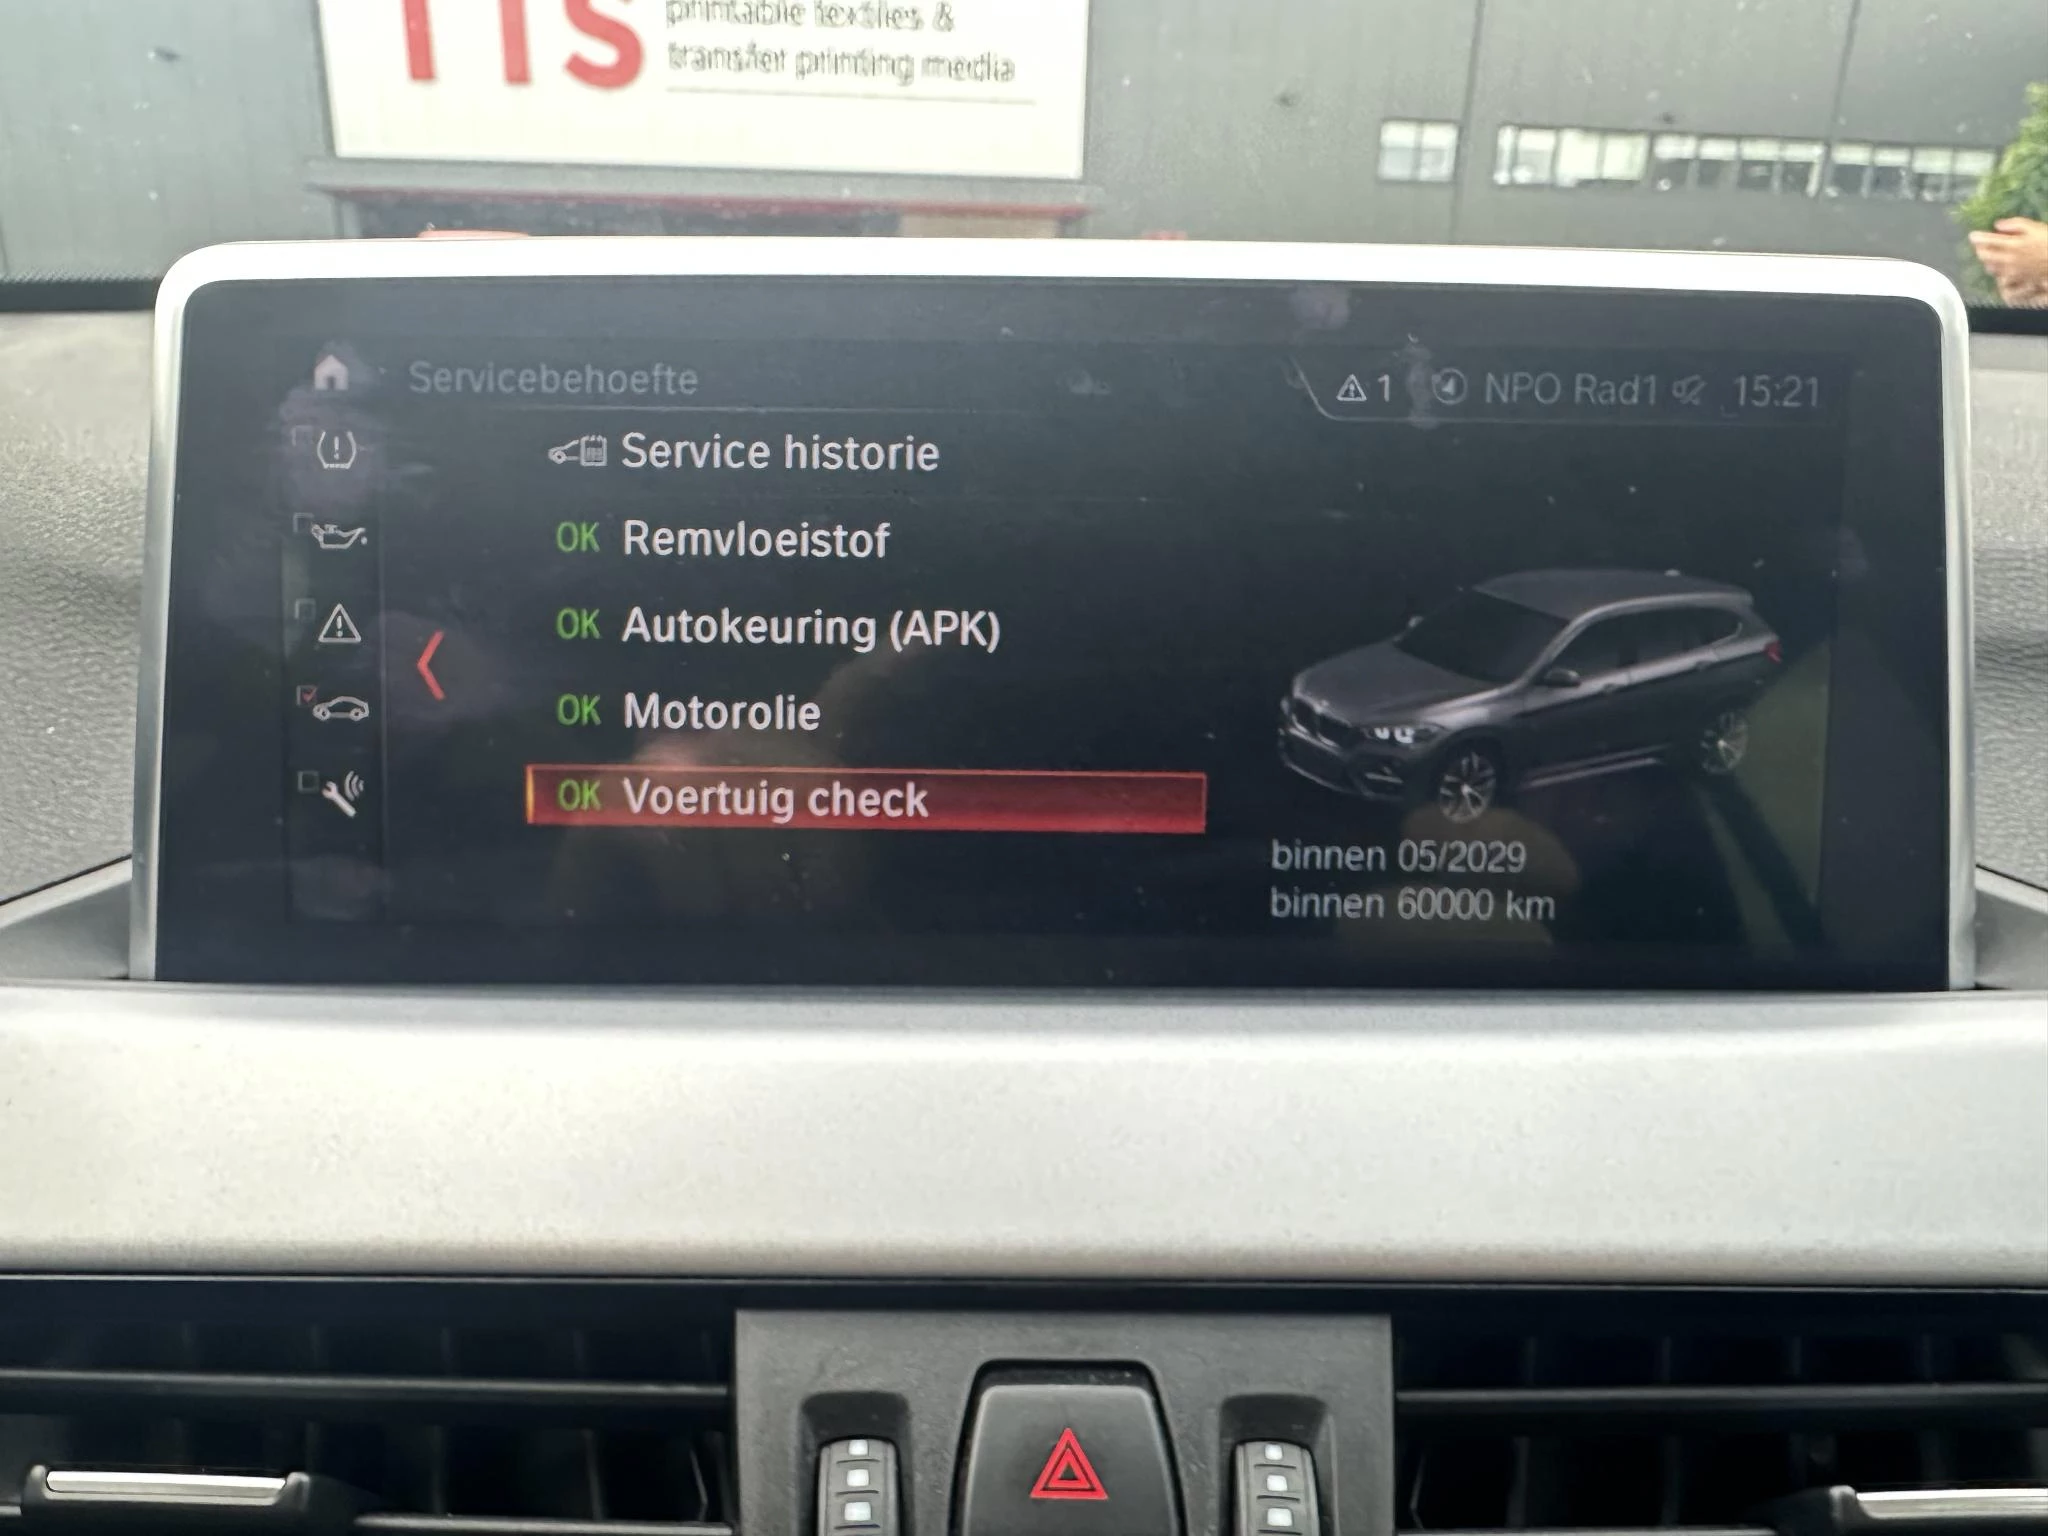 TTS
printable textiles &
transfer printing media
Servicebehoefte
1 NPO Rad1 15:21
Service historie
OK Remvloeistof
OK Autokeuring (APK)
OK Motorolie
OK Voertuig check
binnen 05/2029
binnen 60000 km